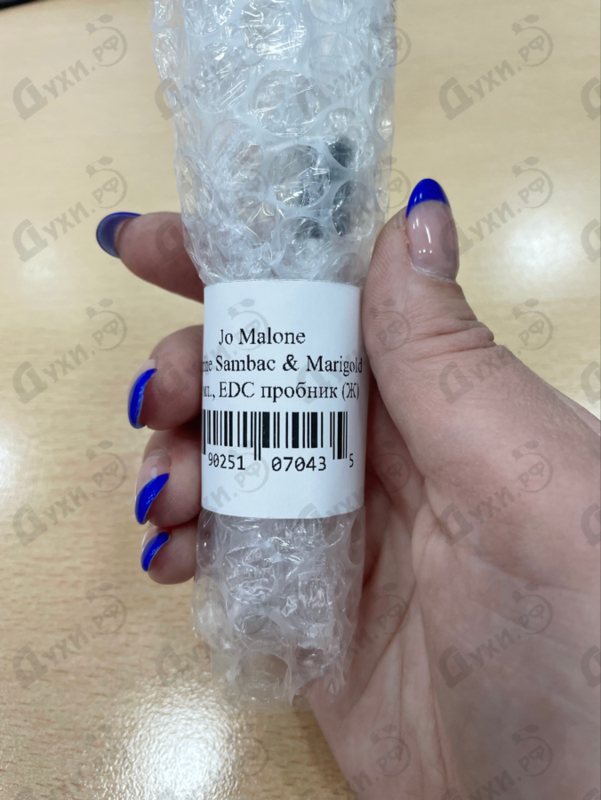 Jo Malone
Sambac & Marigold
EDC пробник (Ж)
90251 07043 5
Духи.рф